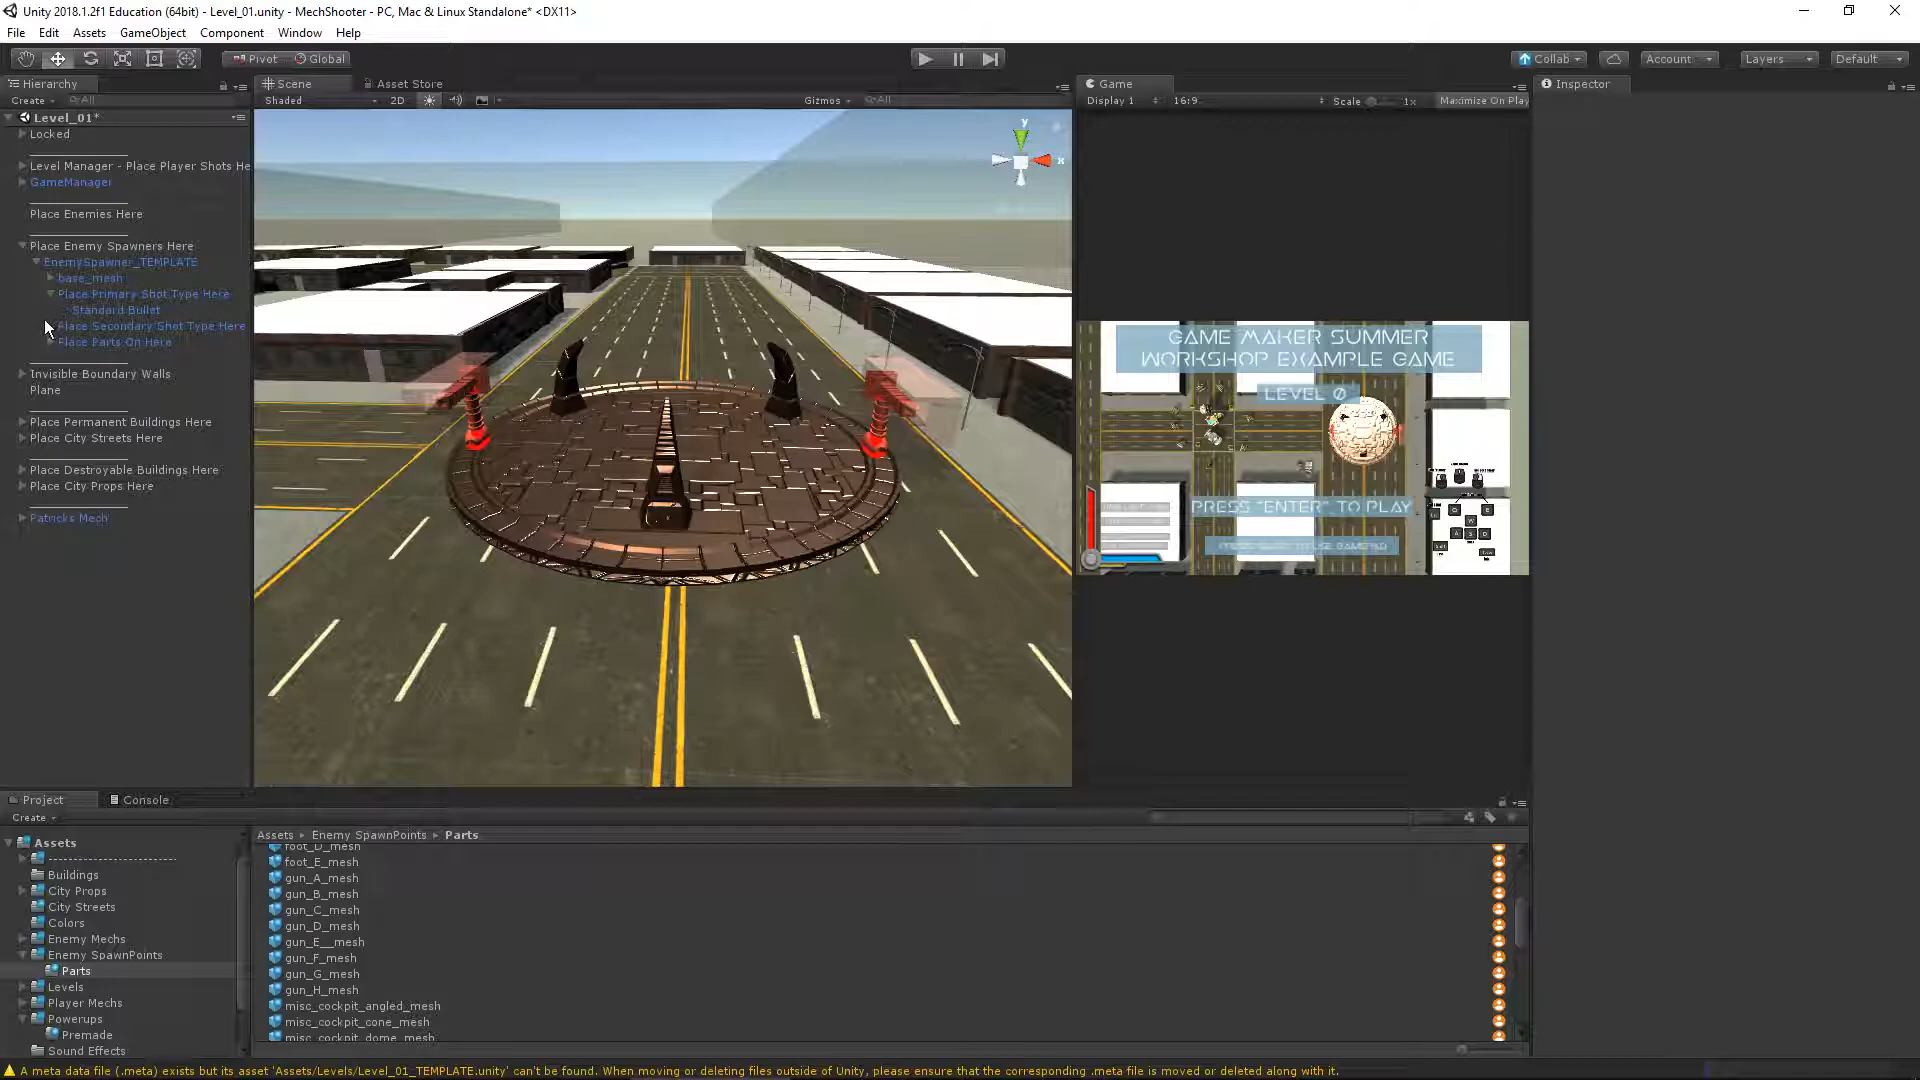 Unity 2018.1.2f1 Education (64bit) - Level_01.unity - MechShooter - PC, Mac & Linux Standalone* <DX11>
File Edit Assets GameObject Component Window Help
Pivot Global Collab Account Layers Default
Hierarchy Scene Asset Store Game Inspector
Create All Shaded 2D Gizmos All Display 1 16:9 Scale 1x Maximize On Play
Level_01*
Locked
Level Manager - Place Player Shots He
GameManager
Place Enemies Here
Place Enemy Spawners Here
EnemySpawner_TEMPLATE
base_mesh
Place Primary Shot Type Here
Standard Bullet
Place Secondary Shot Type Here
Place Parts On Here
Invisible Boundary Walls
Plane
Place Permanent Buildings Here
Place City Streets Here
Place Destroyable Buildings Here
Place City Props Here
Patricks Mech
y
x
GAME MAKER SUMMER
WORKSHOP EXAMPLE GAME
LEVEL 0
PRESS "ENTER" TO PLAY
Project Console
Create
Assets
Buildings
City Props
City Streets
Colors
Enemy Mechs
Enemy SpawnPoints
Parts
Levels
Player Mechs
Powerups
Premade
Sound Effects
Assets Enemy SpawnPoints Parts
foot_D_mesh
foot_E_mesh
gun_A_mesh
gun_B_mesh
gun_C_mesh
gun_D_mesh
gun_E__mesh
gun_F_mesh
gun_G_mesh
gun_H_mesh
misc_cockpit_angled_mesh
misc_cockpit_cone_mesh
misc_cockpit_dome_mesh
A meta data file (.meta) exists but its asset 'Assets/Levels/Level_01_TEMPLATE.unity' can't be found. When moving or deleting files outside of Unity, please ensure that the corresponding .meta file is moved or deleted along with it.